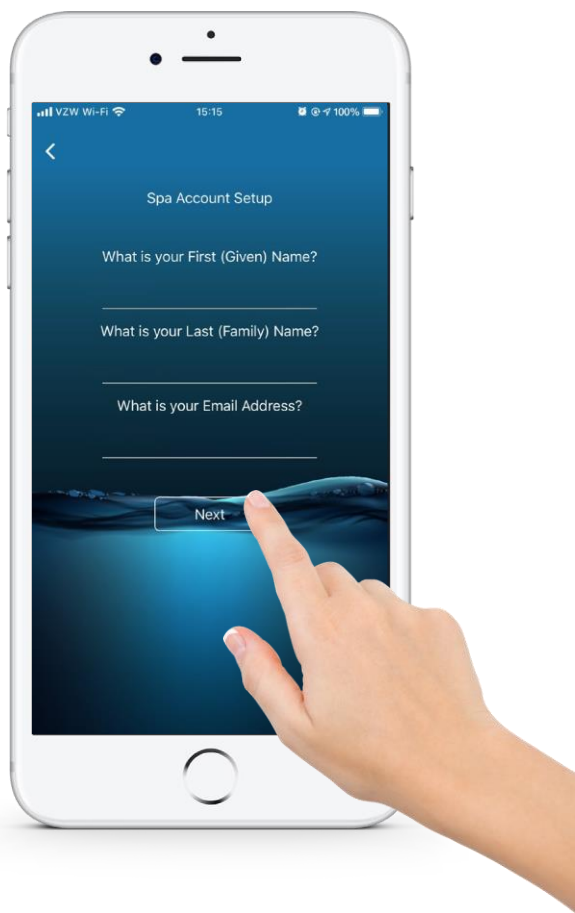 VZW Wi-Fi 15:15 100%
Spa Account Setup
What is your First (Given) Name?
What is your Last (Family) Name?
What is your Email Address?
Next